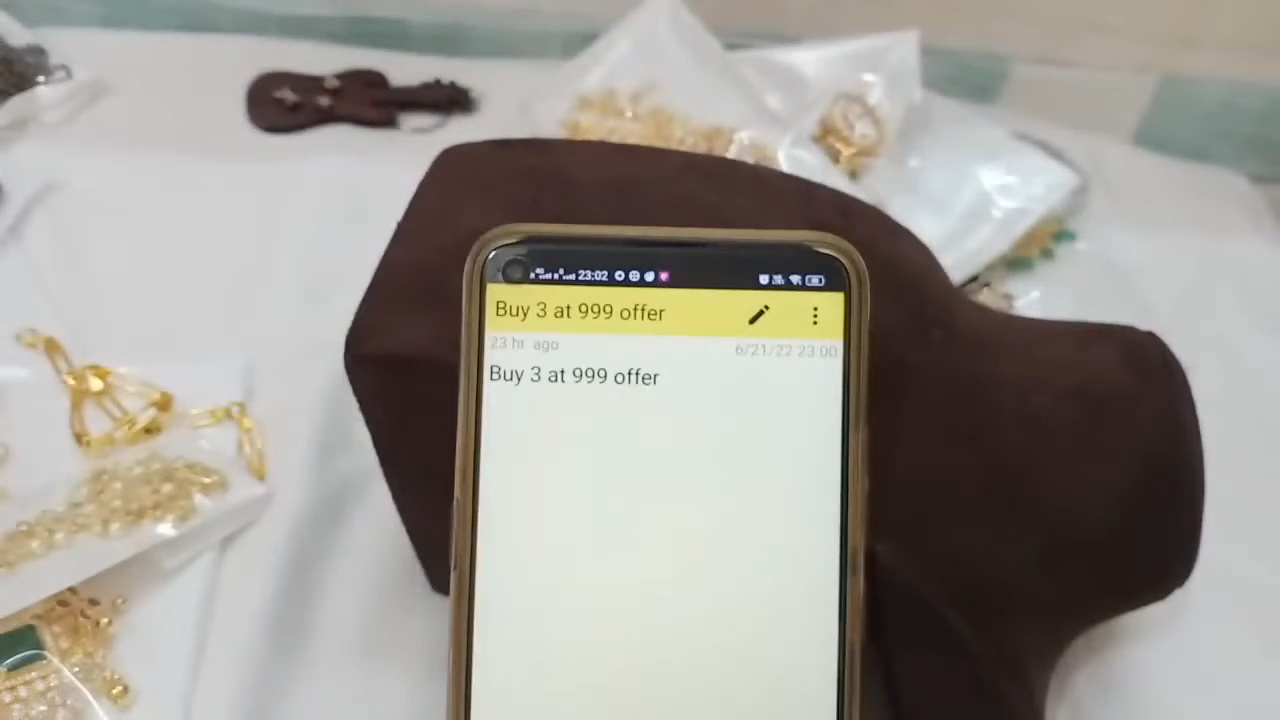 23:02
Buy 3 at 999 offer
23 hr ago
6/21/22 23:00
Buy 3 at 999 offer